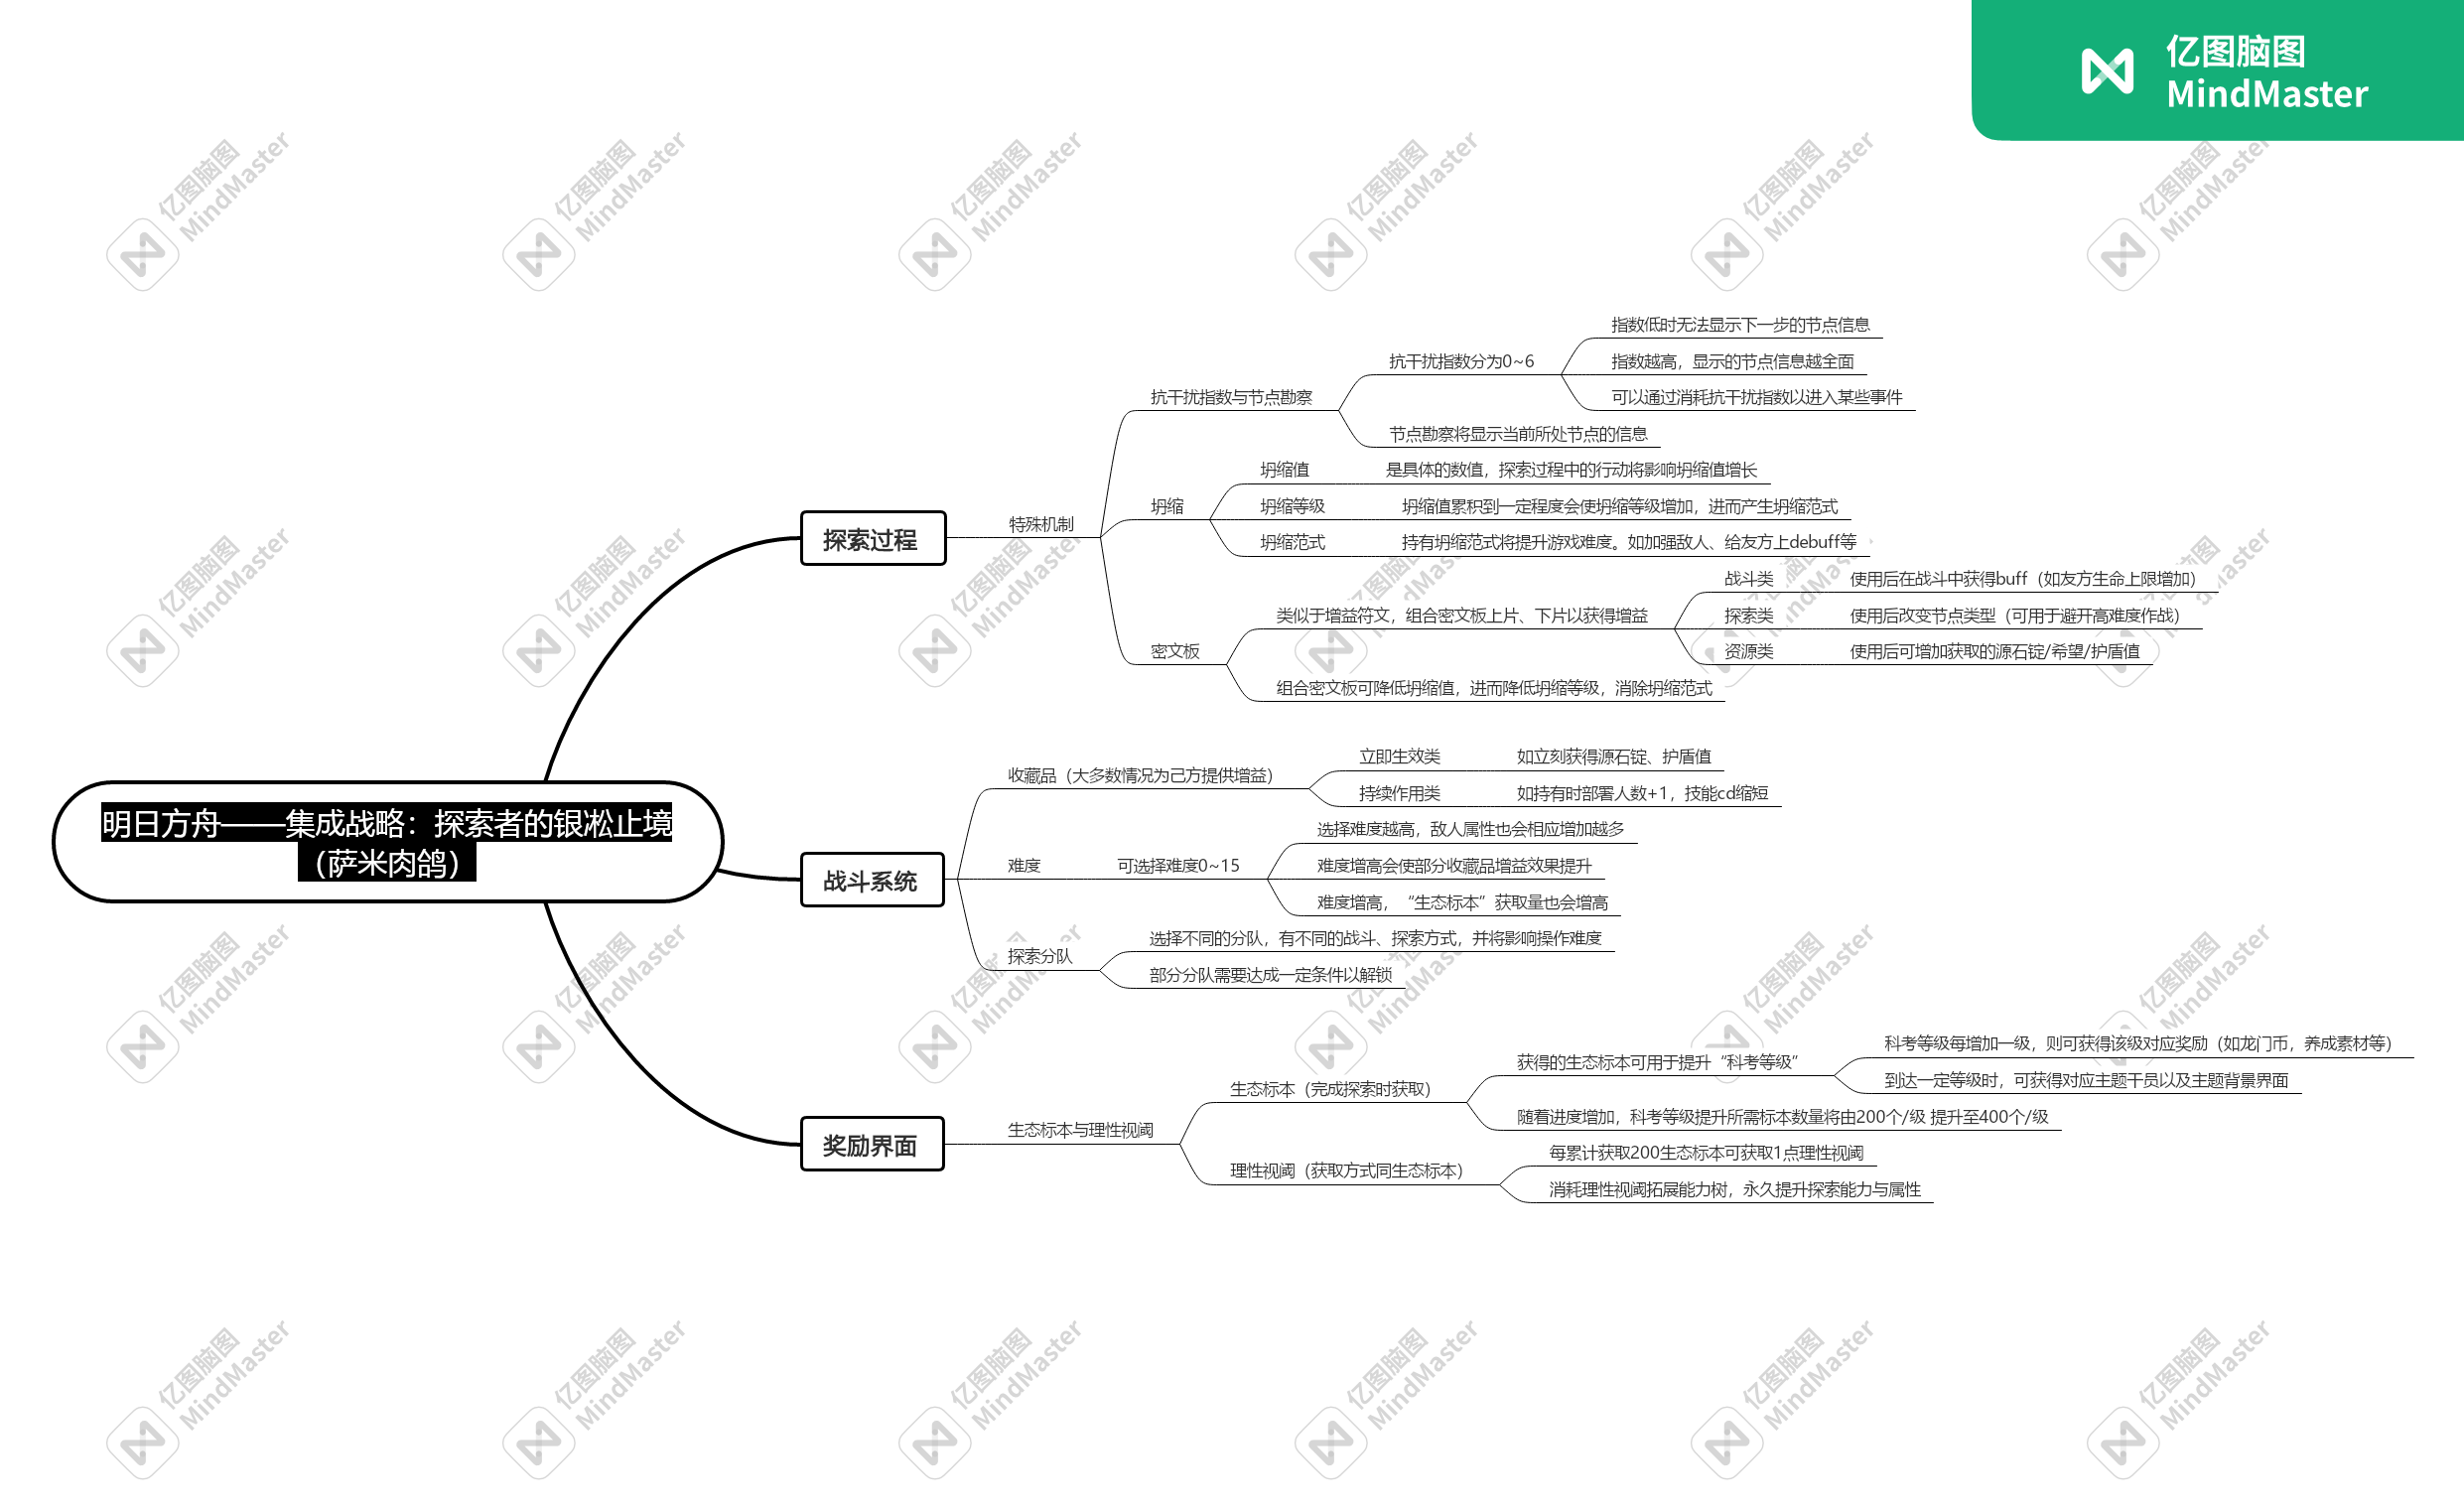 亿图脑图
MindMaster
明日方舟——集成战略：探索者的银凇止境
（萨米肉鸽）
探索过程
特殊机制
抗干扰指数与节点勘察
抗干扰指数分为0~6
指数低时无法显示下一步的节点信息
指数越高，显示的节点信息越全面
可以通过消耗抗干扰指数以进入某些事件
节点勘察将显示当前所处节点的信息
坍缩
坍缩值
是具体的数值，探索过程中的行动将影响坍缩值增长
坍缩等级
坍缩值累积到一定程度会使坍缩等级增加，进而产生坍缩范式
坍缩范式
持有坍缩范式将提升游戏难度。如加强敌人、给友方上debuff等
密文板
类似于增益符文，组合密文板上片、下片以获得增益
战斗类
使用后在战斗中获得buff（如友方生命上限增加）
探索类
使用后改变节点类型（可用于避开高难度作战）
资源类
使用后可增加获取的源石锭/希望/护盾值
组合密文板可降低坍缩值，进而降低坍缩等级，消除坍缩范式
战斗系统
收藏品（大多数情况为己方提供增益）
立即生效类
如立刻获得源石锭、护盾值
持续作用类
如持有时部署人数+1，技能cd缩短
难度
可选择难度0~15
选择难度越高，敌人属性也会相应增加越多
难度增高会使部分收藏品增益效果提升
难度增高，“生态标本”获取量也会增高
探索分队
选择不同的分队，有不同的战斗、探索方式，并将影响操作难度
部分分队需要达成一定条件以解锁
奖励界面
生态标本与理性视阈
生态标本（完成探索时获取）
获得的生态标本可用于提升“科考等级”
科考等级每增加一级，则可获得该级对应奖励（如龙门币，养成素材等）
到达一定等级时，可获得对应主题干员以及主题背景界面
随着进度增加，科考等级提升所需标本数量将由200个/级 提升至400个/级
理性视阈（获取方式同生态标本）
每累计获取200生态标本可获取1点理性视阈
消耗理性视阈拓展能力树，永久提升探索能力与属性